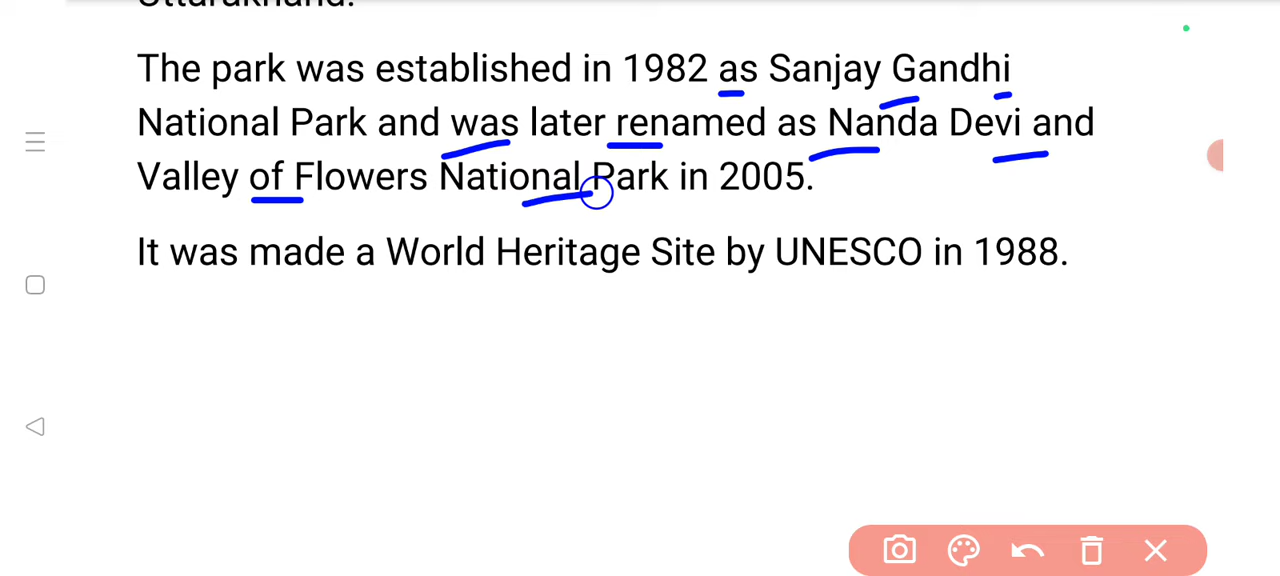 Uttarakhand.
The park was established in 1982 as Sanjay Gandhi
National Park and was later renamed as Nanda Devi and
Valley of Flowers National Park in 2005.
It was made a World Heritage Site by UNESCO in 1988.